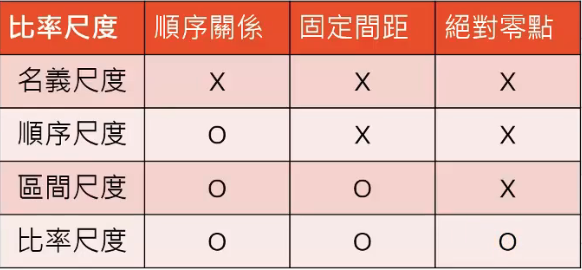 比率尺度 順序關係 固定間距 絕對零點
名義尺度 X X X
順序尺度 O X X
區間尺度 O O X
比率尺度 O O O